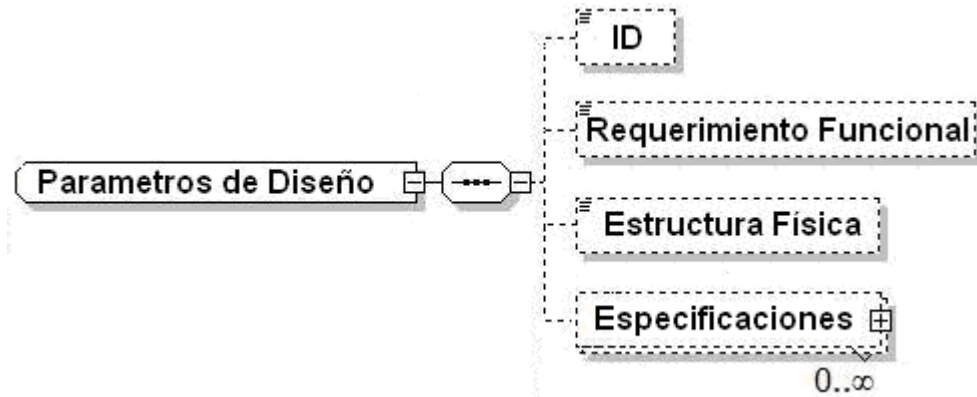 ID
Requerimiento Funcional
Parametros de Diseño
Estructura Física
Especificaciones
0..∞